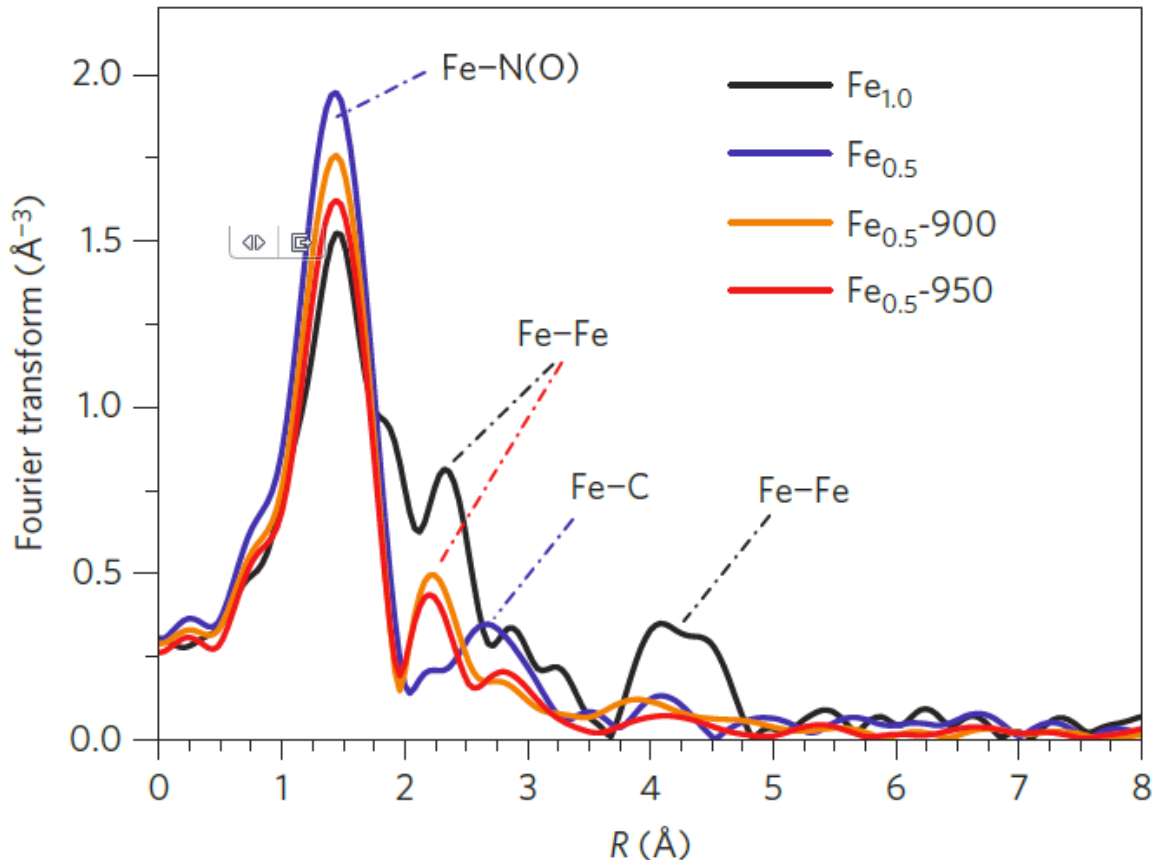 Fourier transform (Å⁻³)
2.0
1.5
1.0
0.5
0.0
Fe–N(O)
Fe₁.₀
Fe₀.₅
Fe₀.₅-900
Fe₀.₅-950
Fe–Fe
Fe–C
Fe–Fe
0 1 2 3 4 5 6 7 8
R (Å)